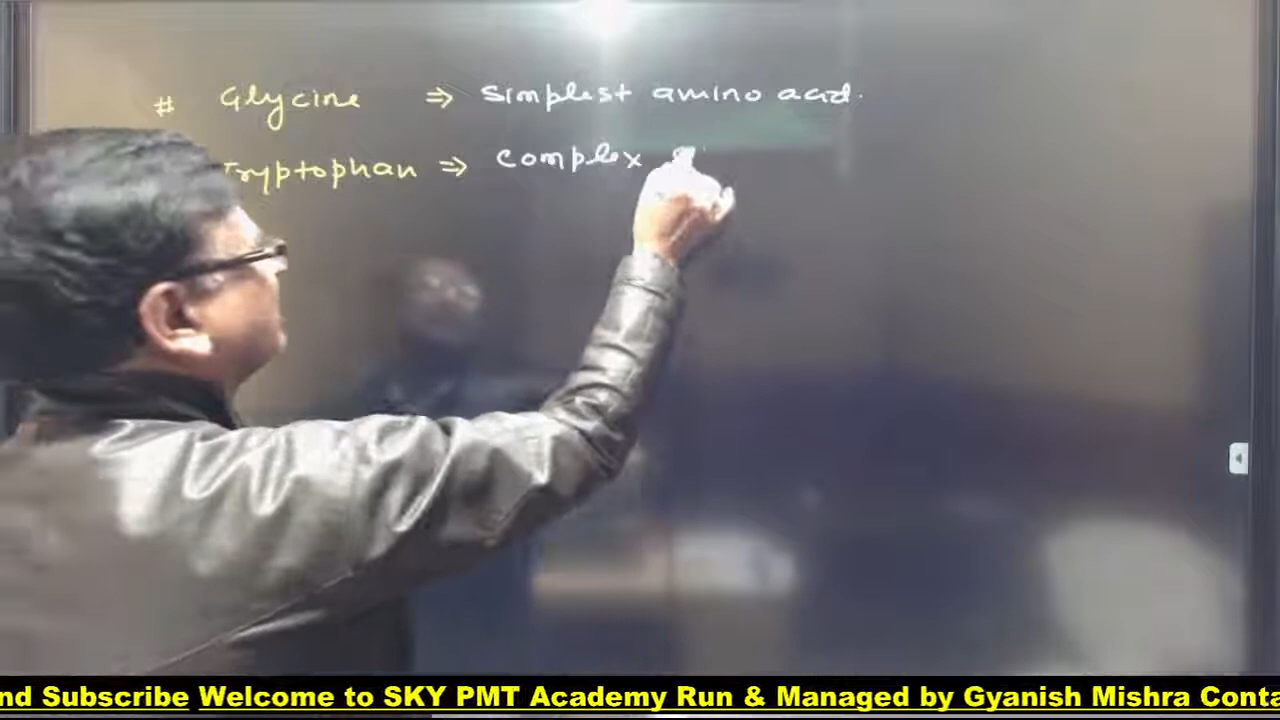 # Glycine ⇒ Simplest amino acid.
Tryptophan ⇒ Complex
nd Subscribe Welcome to SKY PMT Academy Run & Managed by Gyanish Mishra Conta